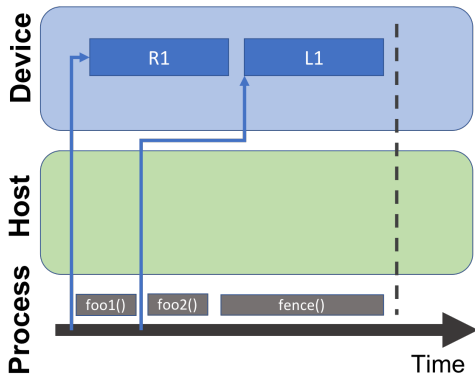 Device
R1
L1
Host
Process
foo1()
foo2()
fence()
Time